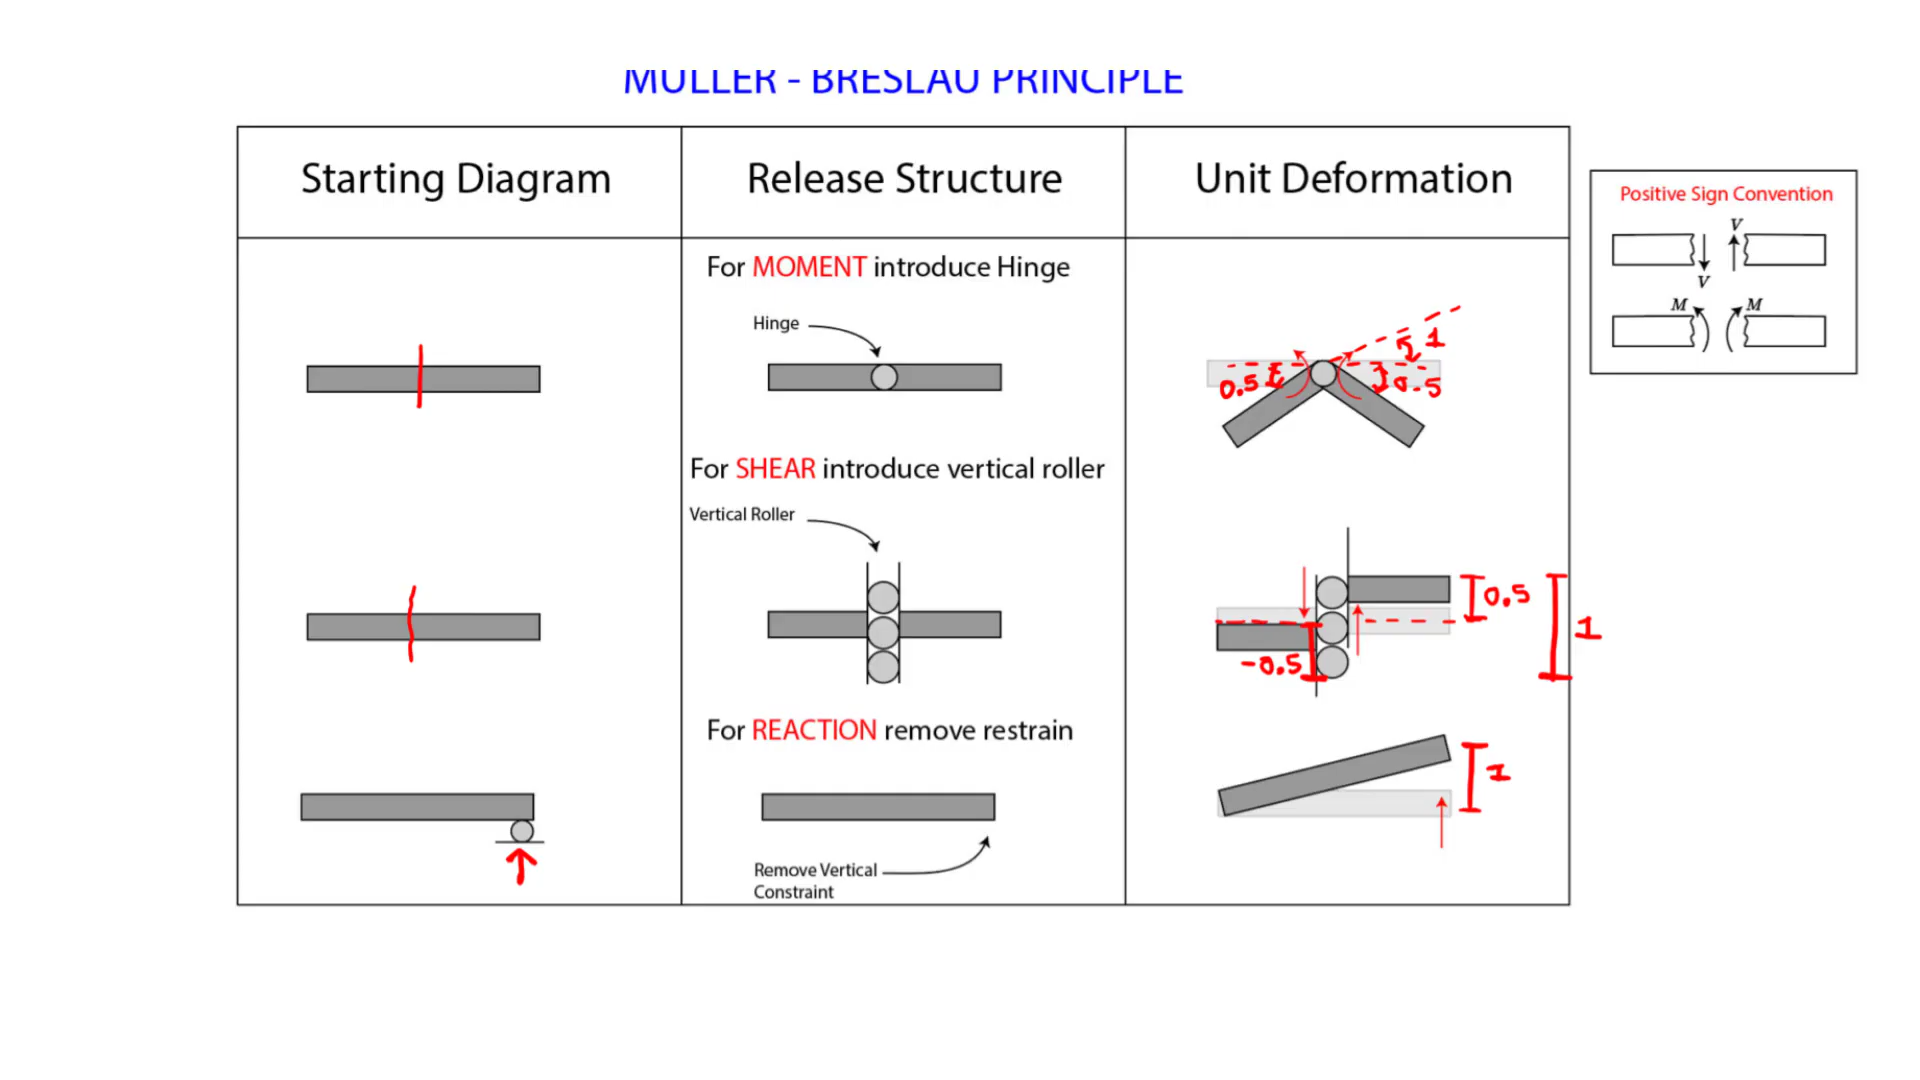 MULLER - BRESLAU PRINCIPLE
Starting Diagram
Release Structure
Unit Deformation
Positive Sign Convention
V
V
M
M
For MOMENT introduce Hinge
Hinge
1
0.5
0.5
For SHEAR introduce vertical roller
Vertical Roller
0.5
1
-0.5
For REACTION remove restrain
1
Remove Vertical
Constraint